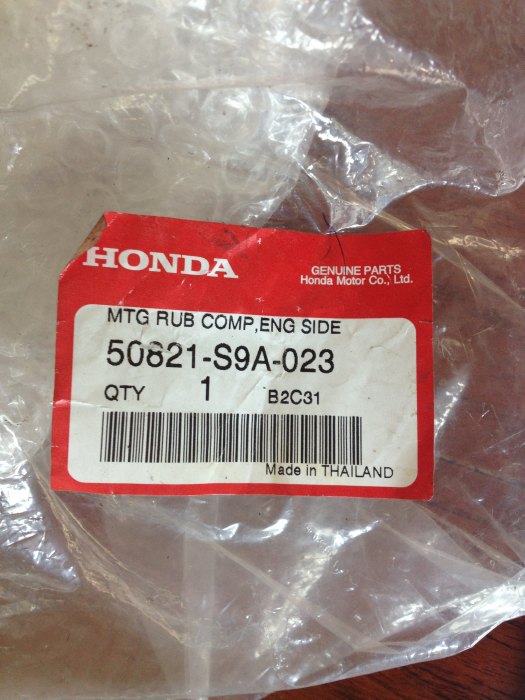 HONDA
GENUINE PARTS
Honda Motor Co., Ltd.
MTG RUB COMP,ENG SIDE
50821-S9A-023
QTY 1 B2C31
Made in THAILAND